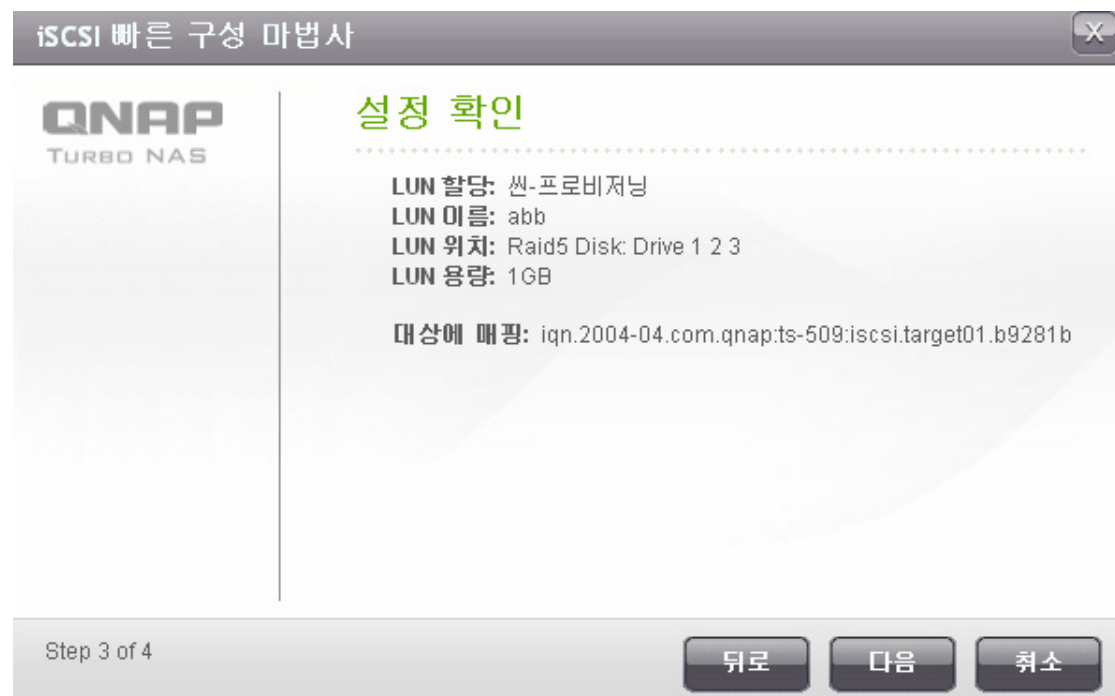 iSCSI 빠른 구성 마법사
X
QNAP
TURBO NAS
설정 확인
LUN 할당: 씬-프로비저닝
LUN 이름: abb
LUN 위치: Raid5 Disk: Drive 1 2 3
LUN 용량: 1GB
대상에 매핑: iqn.2004-04.com.qnap:ts-509:iscsi.target01.b9281b
Step 3 of 4
뒤로
다음
취소